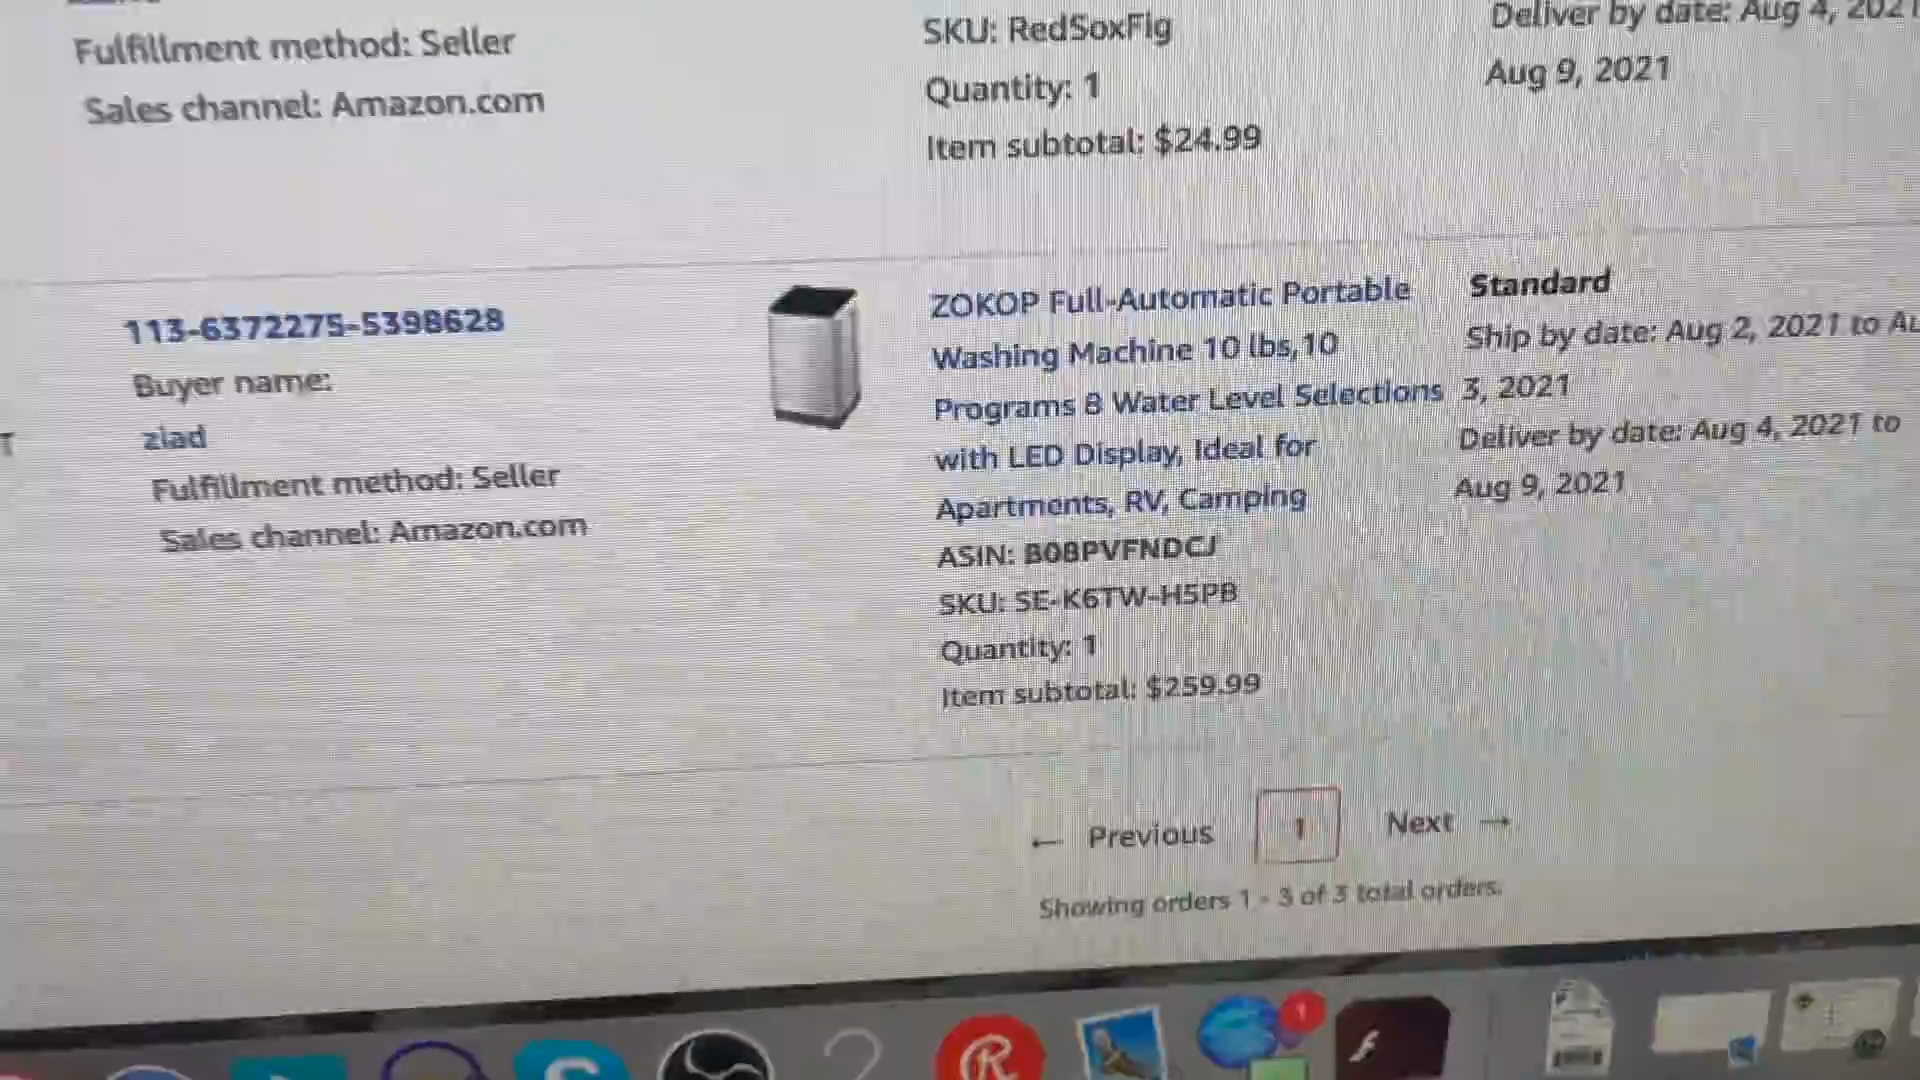 Fulfillment method: Seller
Sales channel: Amazon.com
SKU: RedSoxFlg
Quantity: 1
Item subtotal: $24.99
Deliver by date: Aug 4, 2021
Aug 9, 2021
113-6372275-5398628
Buyer name:
ziad
Fulfillment method: Seller
Sales channel: Amazon.com
ZOKOP Full-Automatic Portable
Washing Machine 10 lbs,10
Programs 8 Water Level Selections
with LED Display, Ideal for
Apartments, RV, Camping
ASIN: B08PVFNDCJ
SKU: SE-K6TW-H5PB
Quantity: 1
Item subtotal: $259.99
Standard
Ship by date: Aug 2, 2021 to Au
3, 2021
Deliver by date: Aug 4, 2021 to
Aug 9, 2021
← Previous 1 Next →
Showing orders 1 - 3 of 3 total orders.
1